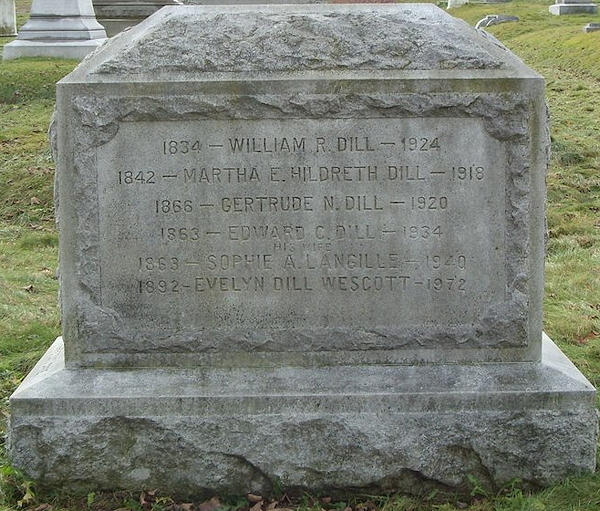 1834 — WILLIAM R. DILL — 1924
1842 — MARTHA E. HILDRETH DILL — 1918
1866 — GERTRUDE N. DILL — 1920
1863 — EDWARD C. DILL — 1934
HIS WIFE
1863 — SOPHIE A. LANGILLE — 1940
1892 - EVELYN DILL WESCOTT - 1972